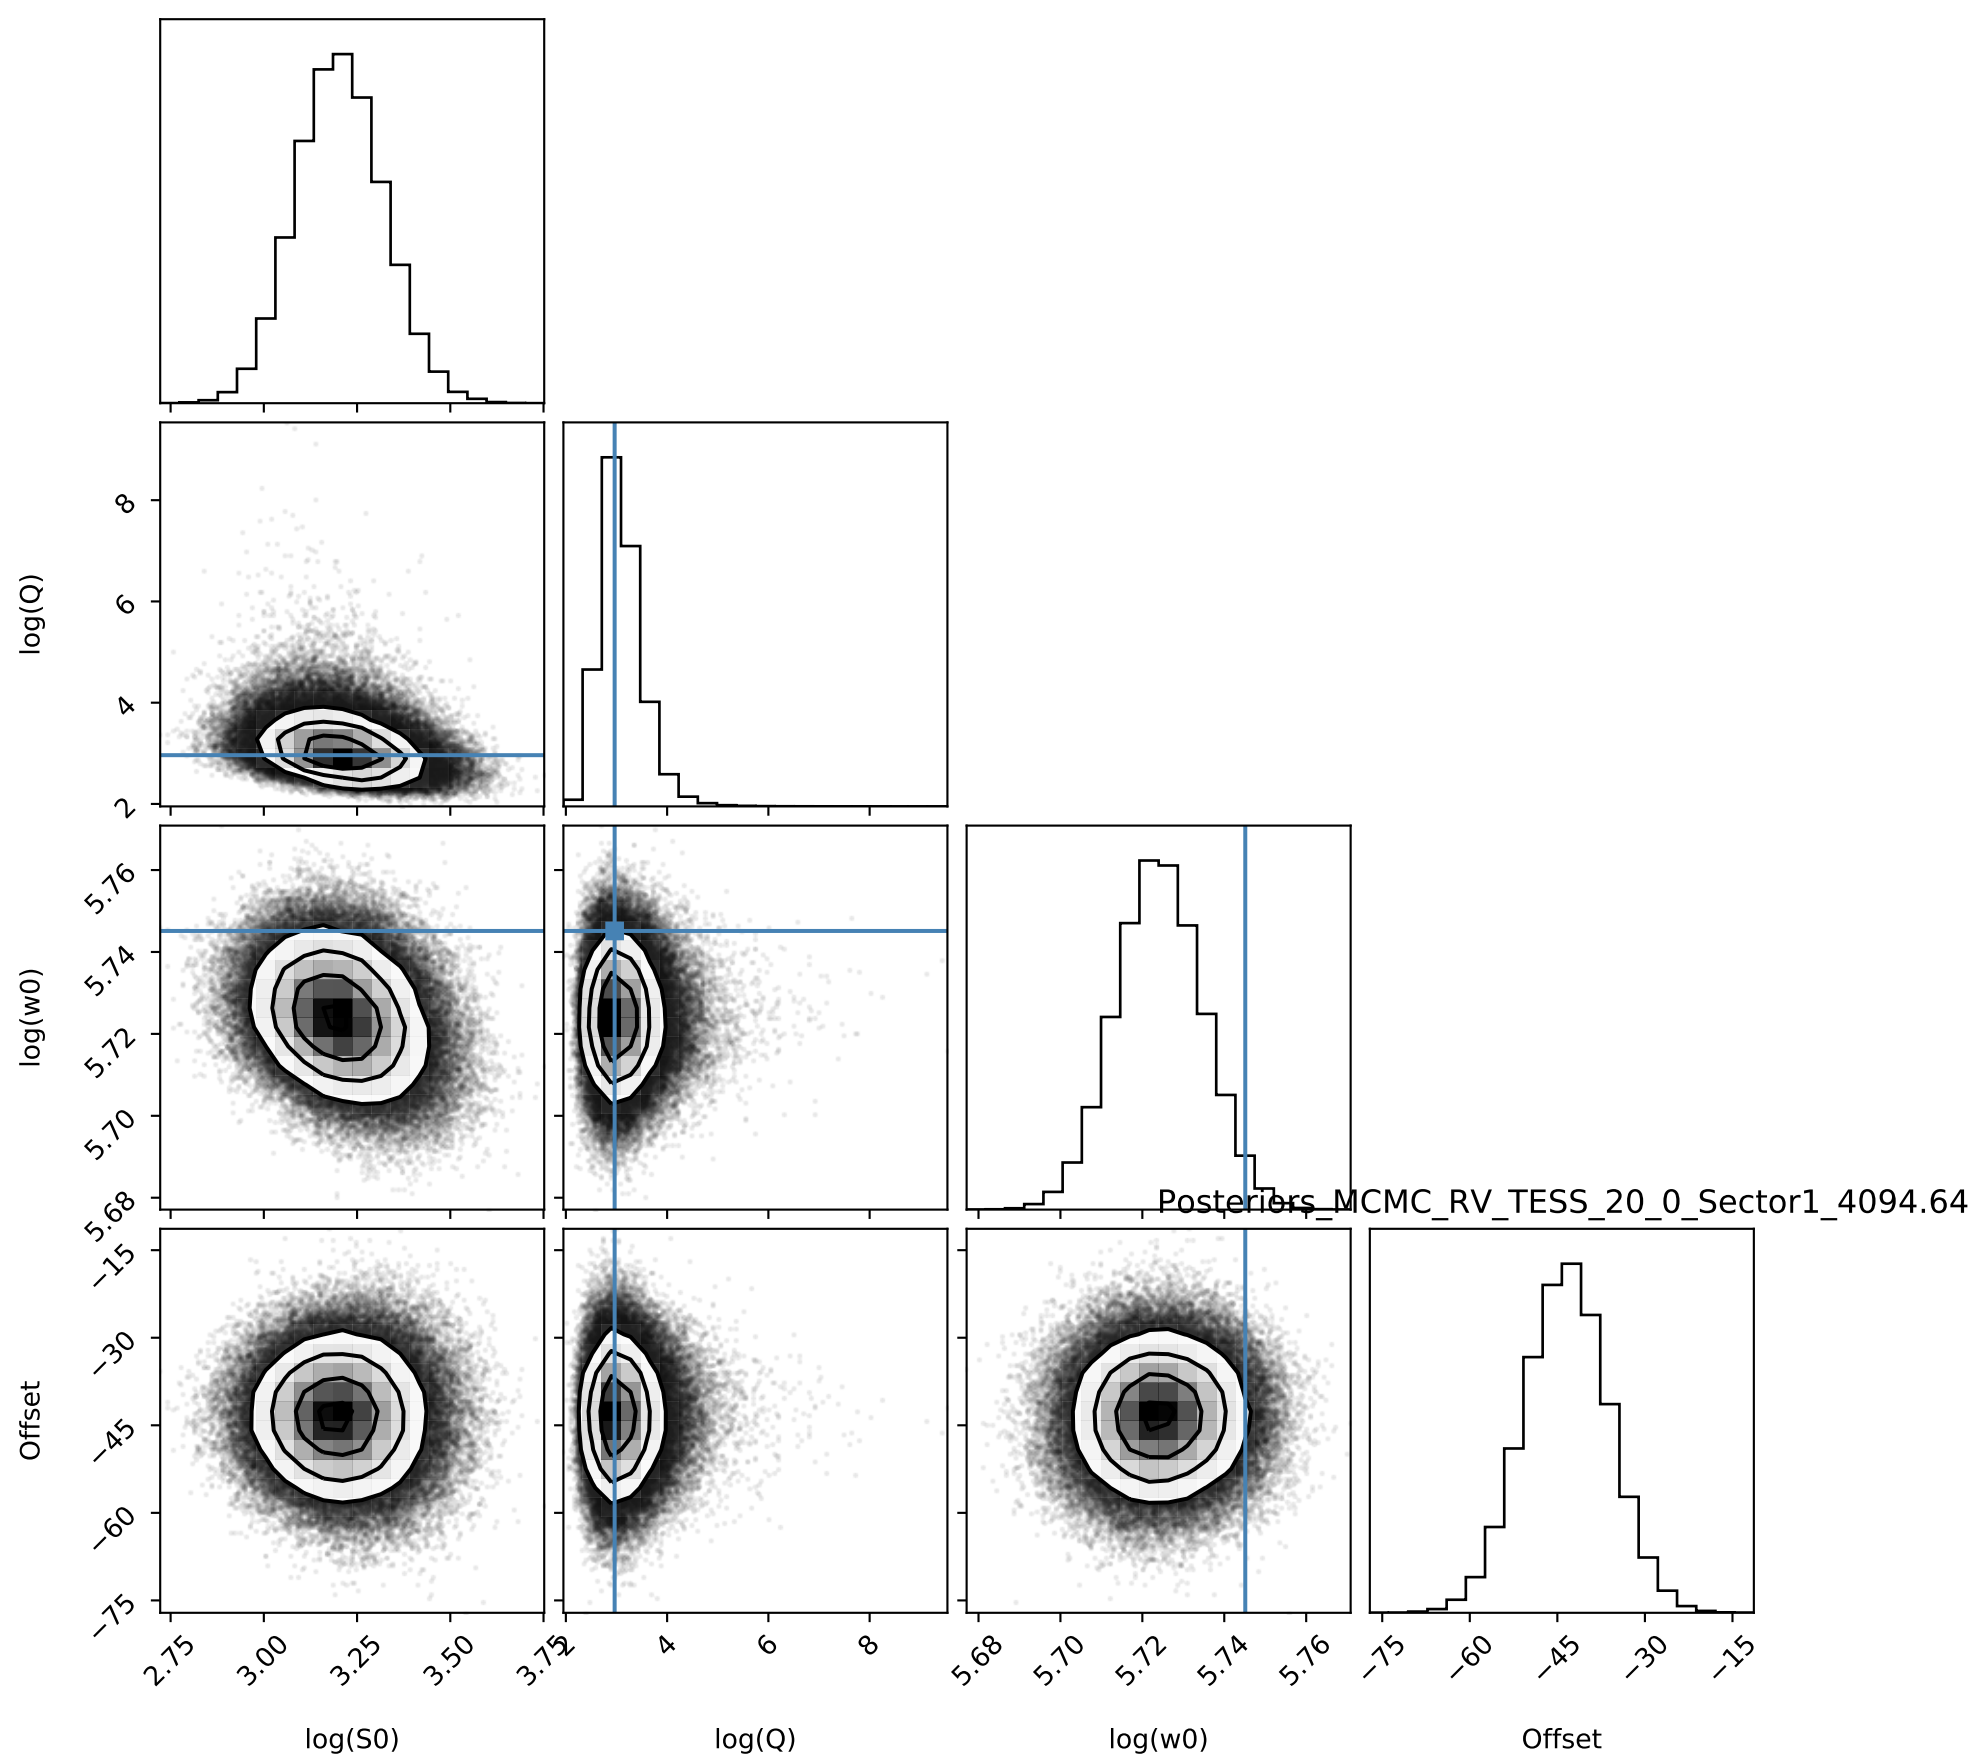 8
6
4
2
log(Q)
5.76
5.74
5.72
5.70
5.68
log(w0)
Posteriors_MCMC_RV_TESS_20_0_Sector1_4094.64
−15
−30
−45
−60
−75
Offset
2.75 3.00 3.25 3.50 3.75
2 4 6 8
5.68 5.70 5.72 5.74 5.76
−75 −60 −45 −30 −15
log(S0) log(Q) log(w0) Offset